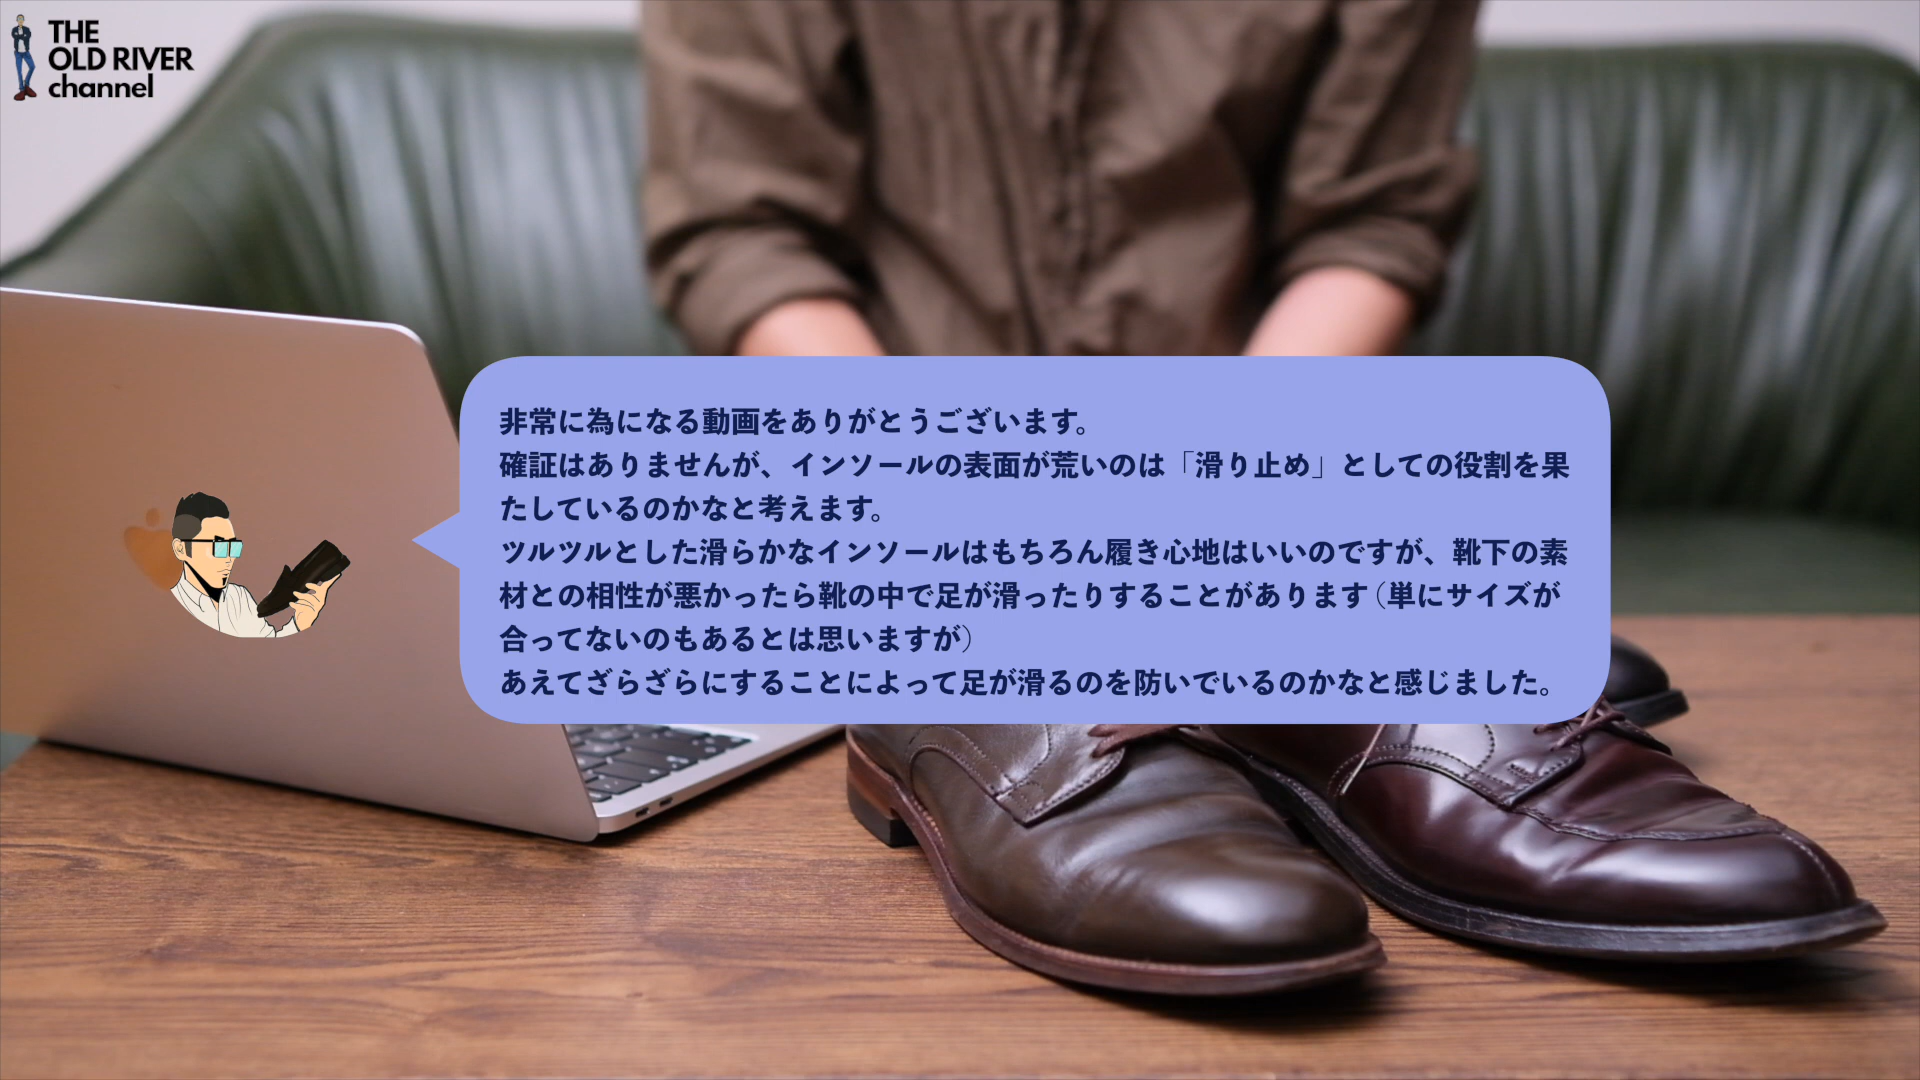 THE
OLD RIVER
channel
非常に為になる動画をありがとうございます。
確証はありませんが、インソールの表面が荒いのは「滑り止め」としての役割を果
たしているのかなと考えます。
ツルツルとした滑らかなインソールはもちろん履き心地はいいのですが、靴下の素
材との相性が悪かったら靴の中で足が滑ったりすることがあります（単にサイズが
合ってないのもあるとは思いますが）
あえてざらざらにすることによって足が滑るのを防いでいるのかなと感じました。